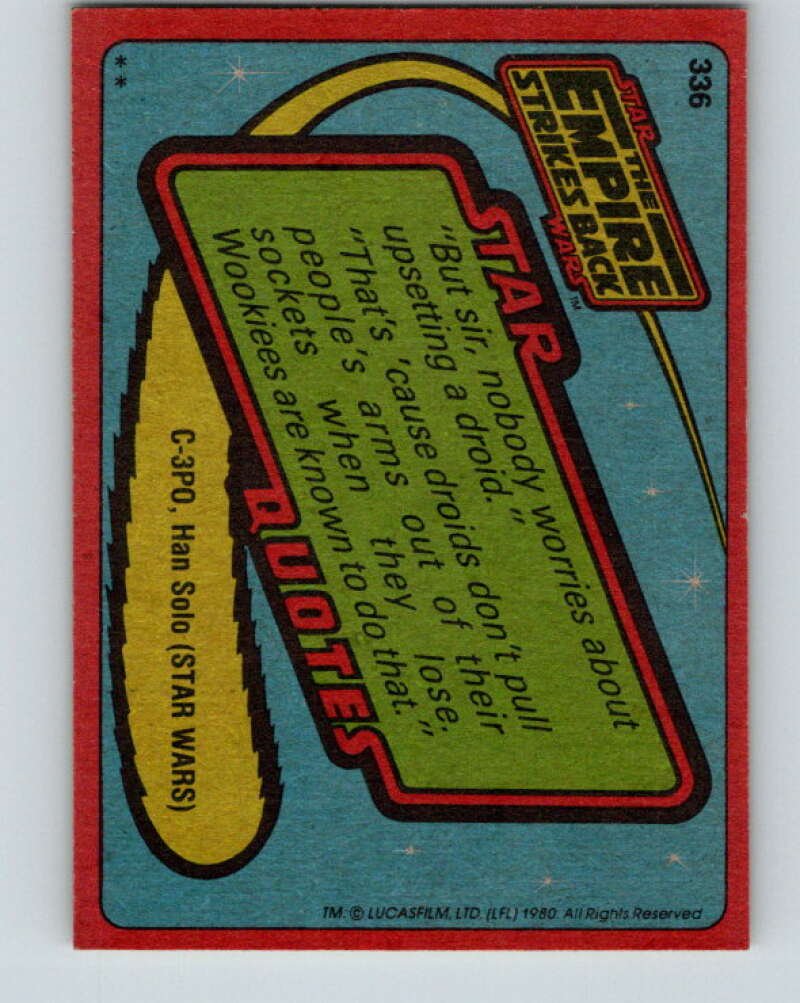 336
STAR
THE
EMPIRE
STRIKES BACK
WARS
TM
STAR
"But sir, nobody worries about
upsetting a droid."
"That's 'cause droids don't pull
people's arms out of their
sockets when they lose.
Wookiees are known to do that."
QUOTES
C-3PO, Han Solo (STAR WARS)
**
TM: © LUCASFILM, LTD. (LFL) 1980. All Rights Reserved